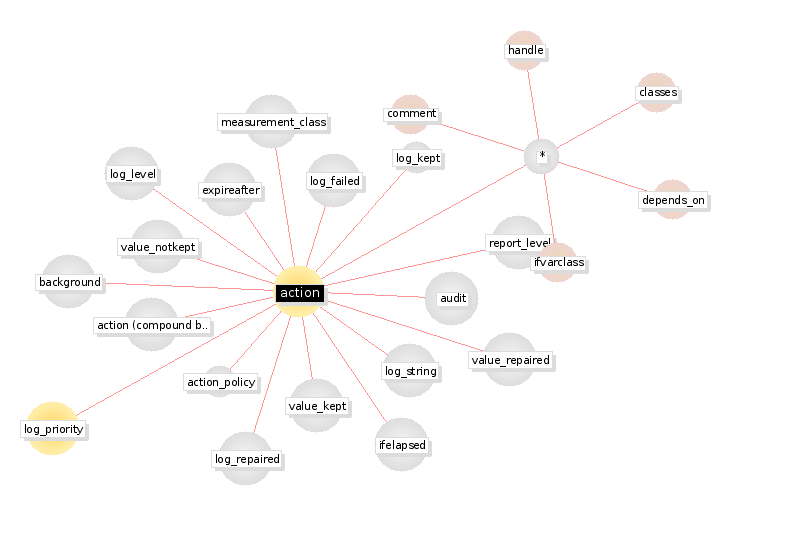 handle
classes
comment
measurement_class
*
log_kept
log_level
log_failed
expireafter
depends_on
value_notkept
report_level
ifvarclass
background
action
audit
action (compound b..
value_repaired
log_string
action_policy
value_kept
log_priority
ifelapsed
log_repaired